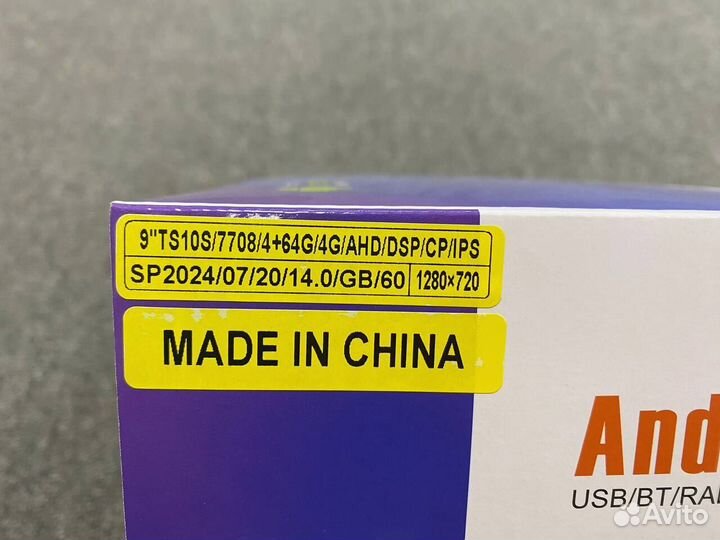 9"TS10S/7708/4+64G/4G/AHD/DSP/CP/IPS
SP2024/07/20/14.0/GB/60 1280×720
MADE IN CHINA
And
USB/BT/RA
Avito